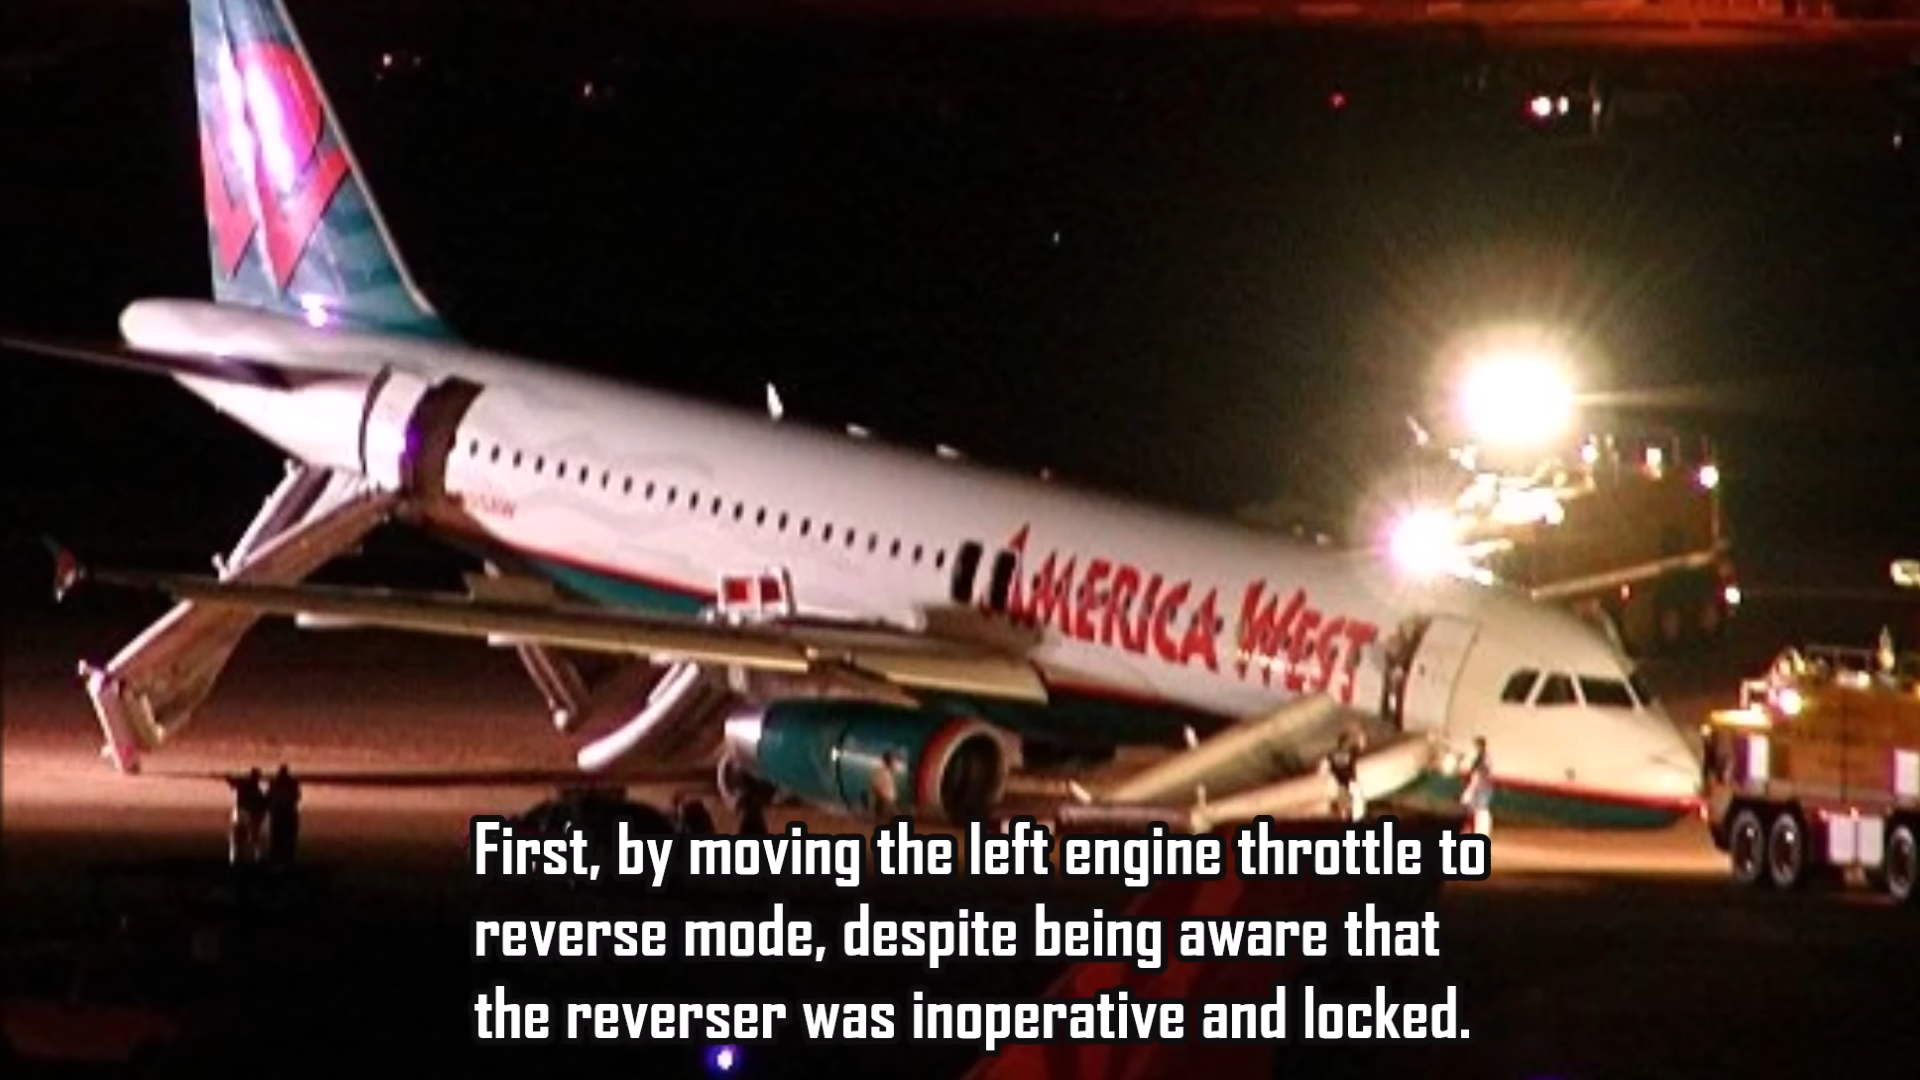 AMERICA WEST
First, by moving the left engine throttle to
reverse mode, despite being aware that
the reverser was inoperative and locked.